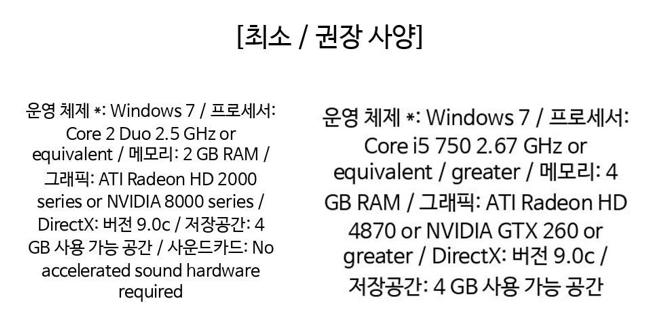 [최소 / 권장 사양]
운영 체제 *: Windows 7 / 프로세서:
Core 2 Duo 2.5 GHz or
equivalent / 메모리: 2 GB RAM /
그래픽: ATI Radeon HD 2000
series or NVIDIA 8000 series /
DirectX: 버전 9.0c / 저장공간: 4
GB 사용 가능 공간 / 사운드카드: No
accelerated sound hardware
required
운영 체제 *: Windows 7 / 프로세서:
Core i5 750 2.67 GHz or
equivalent / greater / 메모리: 4
GB RAM / 그래픽: ATI Radeon HD
4870 or NVIDIA GTX 260 or
greater / DirectX: 버전 9.0c /
저장공간: 4 GB 사용 가능 공간